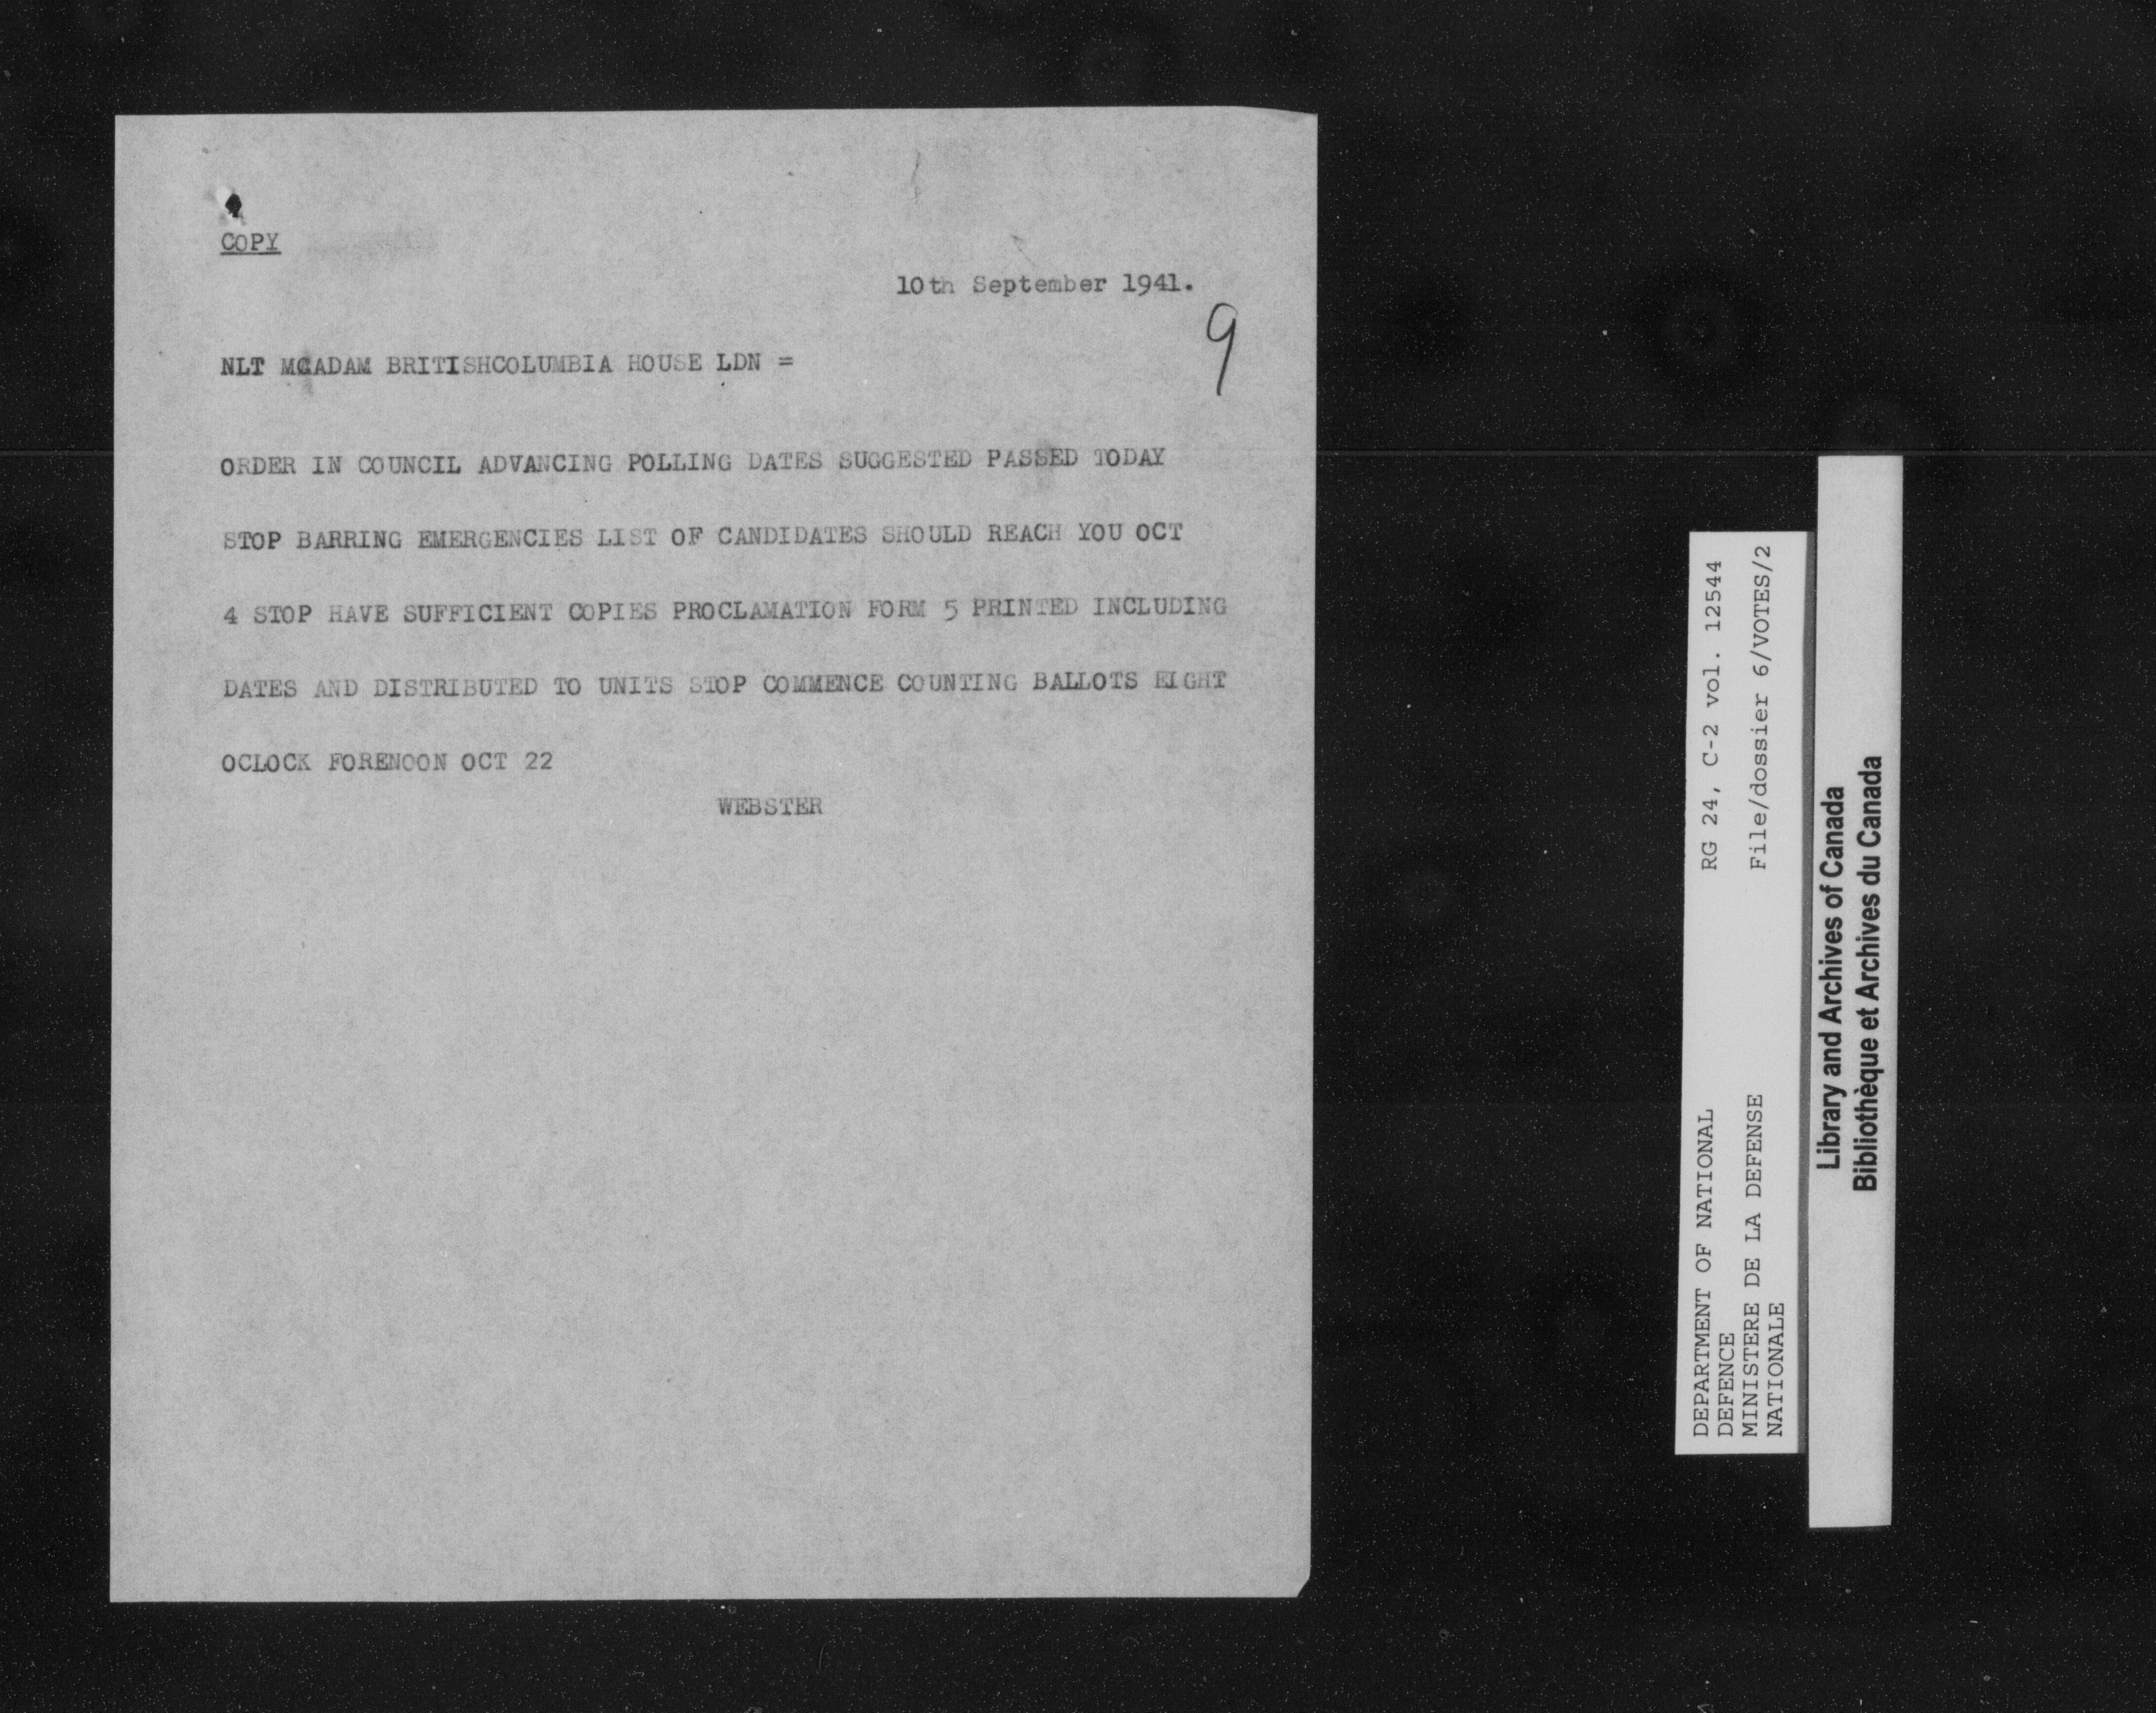 COPY
10th September 1941.
9
NLT MCADAM BRITISHCOLUMBIA HOUSE LDN =
ORDER IN COUNCIL ADVANCING POLLING DATES SUGGESTED PASSED TODAY
STOP BARRING EMERGENCIES LIST OF CANDIDATES SHOULD REACH YOU OCT
4 STOP HAVE SUFFICIENT COPIES PROCLAMATION FORM 5 PRINTED INCLUDING
DATES AND DISTRIBUTED TO UNITS STOP COMMENCE COUNTING BALLOTS EIGHT
OCLOCK FORENOON OCT 22
WEBSTER
DEPARTMENT OF NATIONAL
DEFENCE
MINISTERE DE LA DEFENSE
NATIONALE
RG 24, C-2 vol. 12544
File/dossier 6/VOTES/2
Library and Archives of Canada
Bibliothèque et Archives du Canada